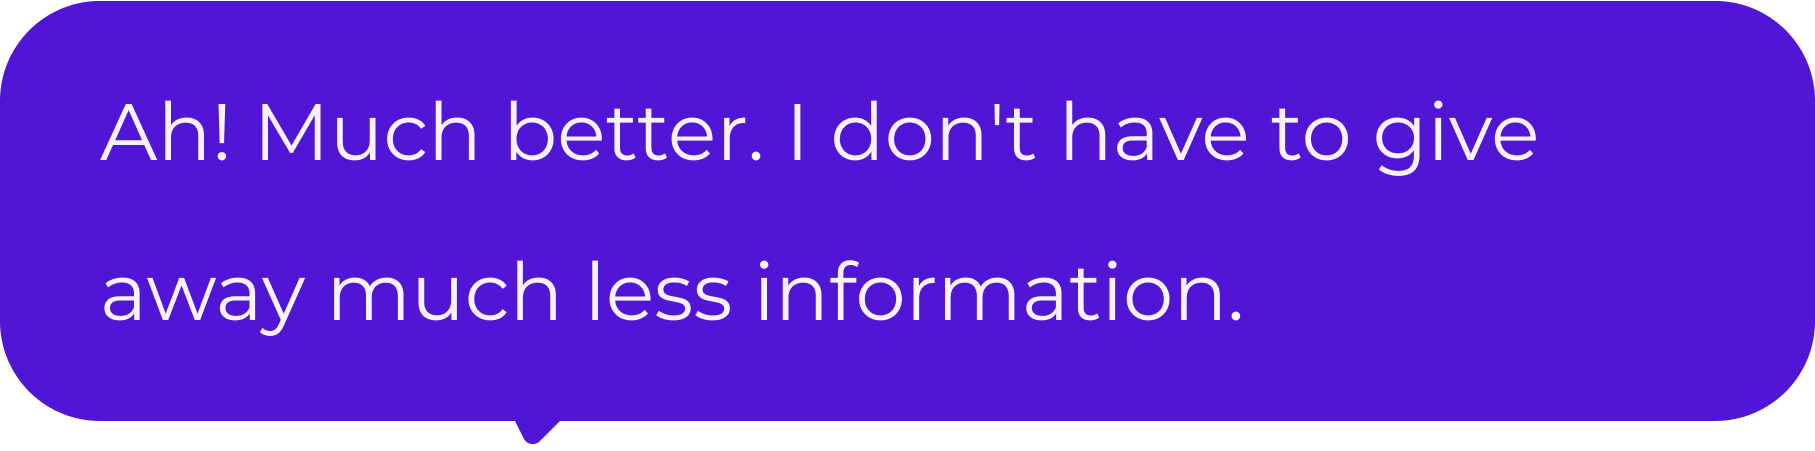 Ah! Much better. I don't have to give
away much less information.